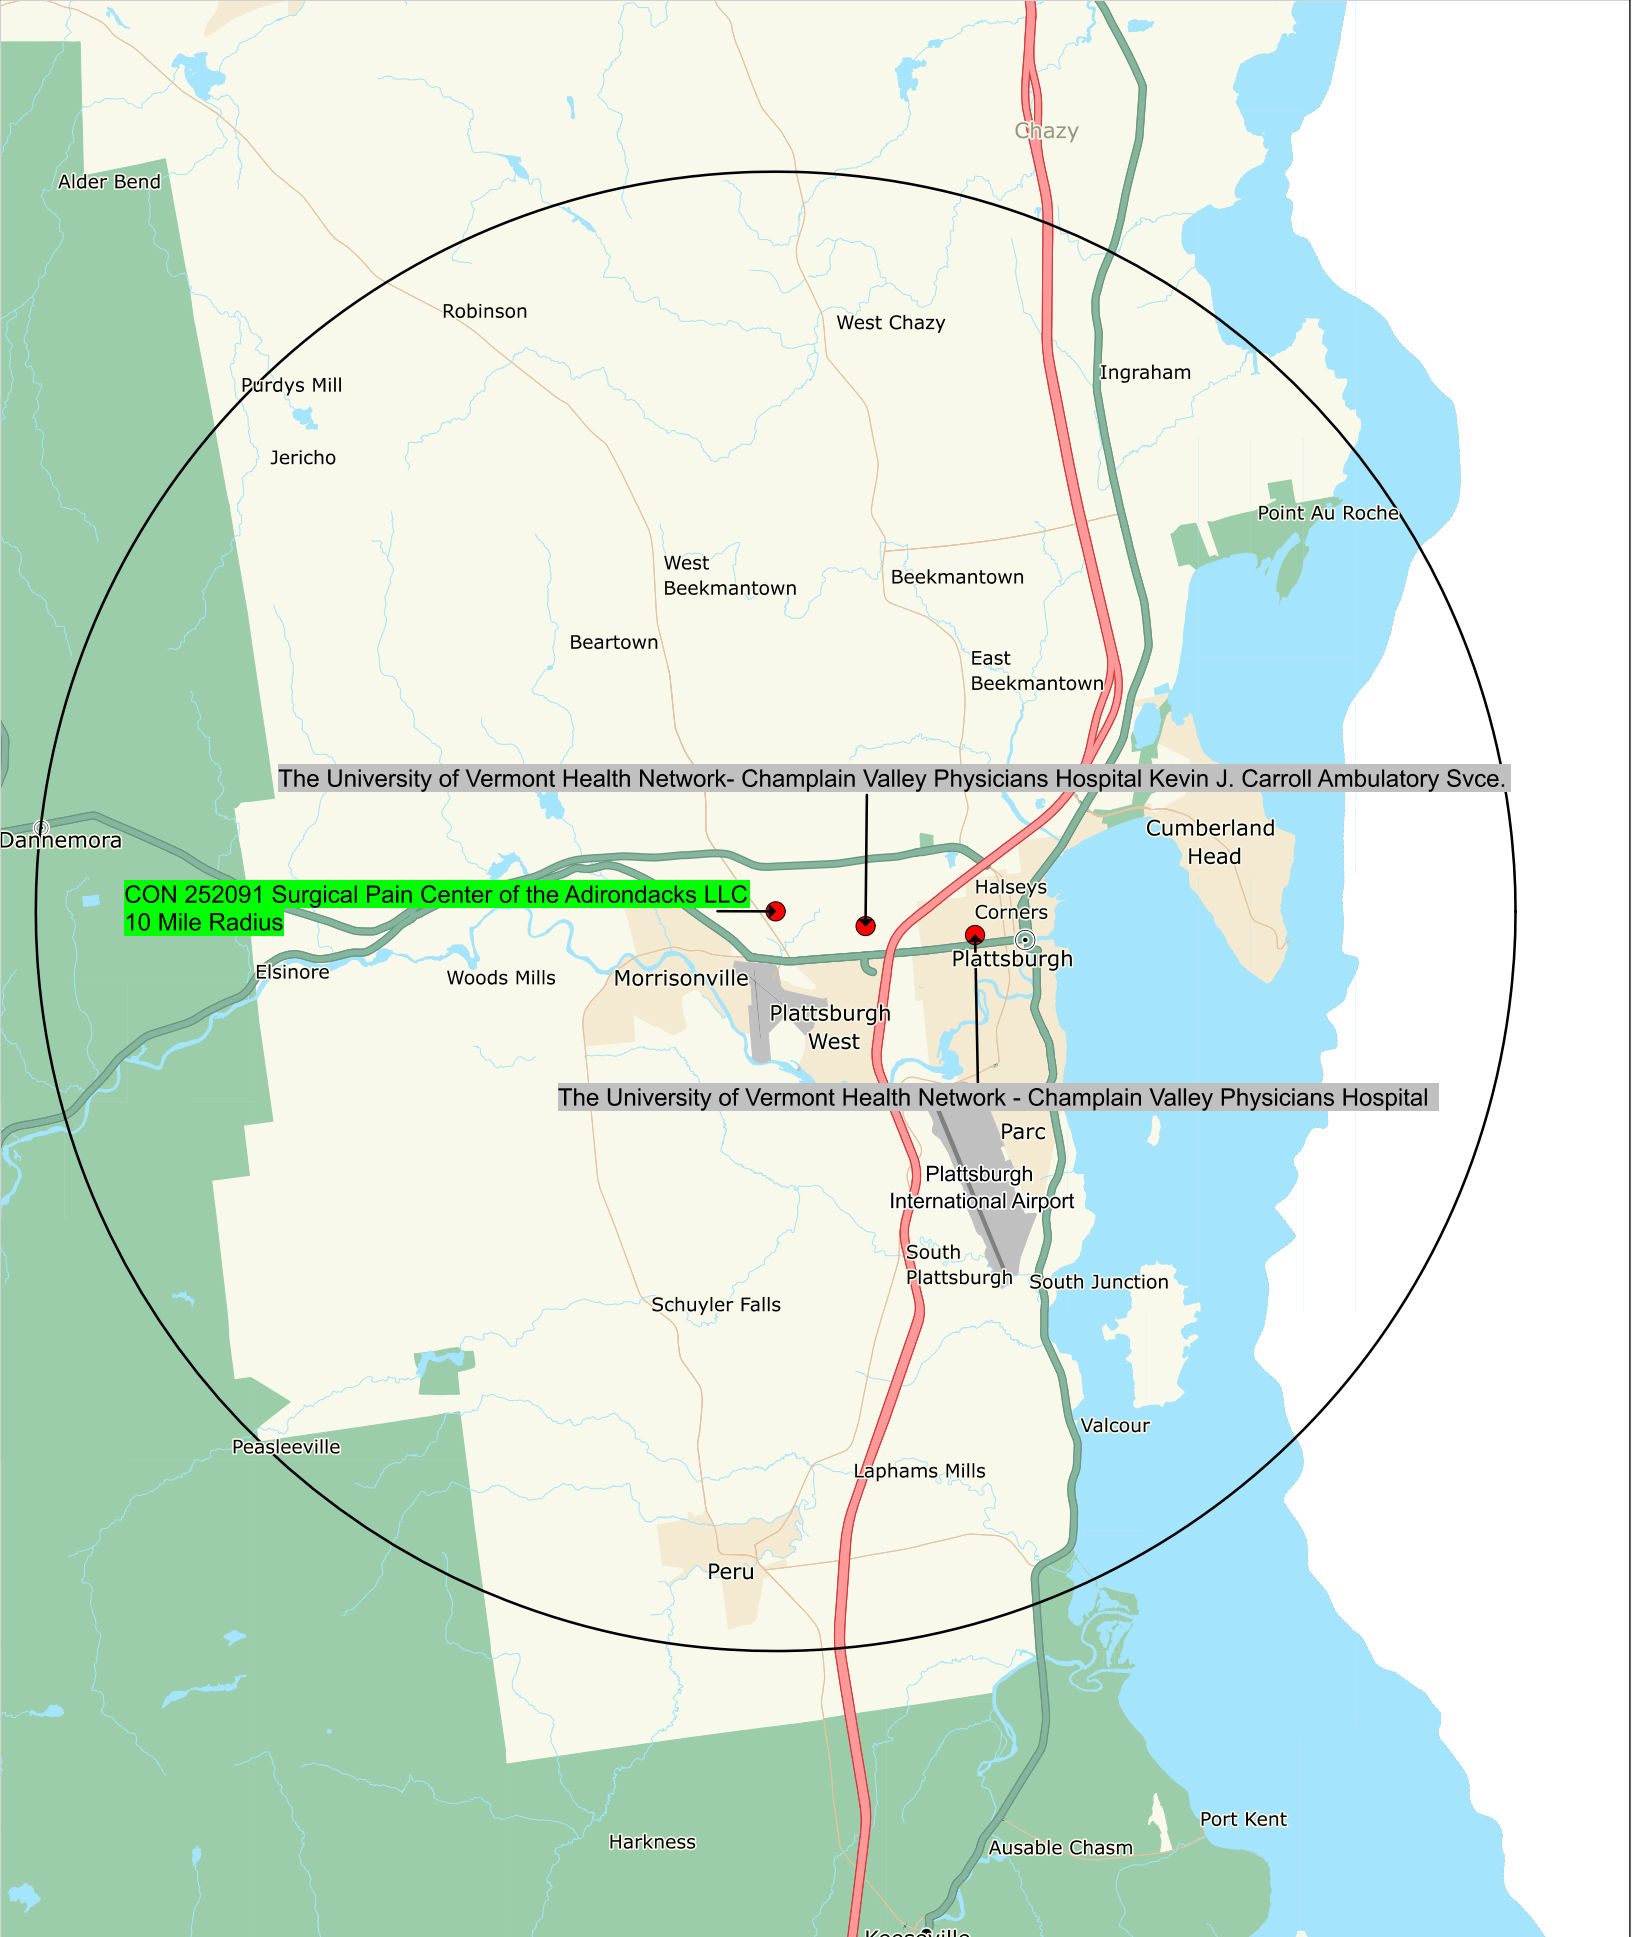 Chazy
Alder Bend
Robinson
West Chazy
Ingraham
Purdys Mill
Jericho
Point Au Roche
West
Beekmantown
Beekmantown
Beartown
East
Beekmantown
The University of Vermont Health Network- Champlain Valley Physicians Hospital Kevin J. Carroll Ambulatory Svce.
Cumberland
Head
Dannemora
CON 252091 Surgical Pain Center of the Adirondacks LLC
10 Mile Radius
Halseys
Corners
Plattsburgh
Elsinore
Woods Mills
Morrisonville
Plattsburgh
West
The University of Vermont Health Network - Champlain Valley Physicians Hospital
Parc
Plattsburgh
International Airport
South
Plattsburgh
South Junction
Schuyler Falls
Valcour
Peasleeville
Laphams Mills
Peru
Port Kent
Harkness
Ausable Chasm
Keeseville